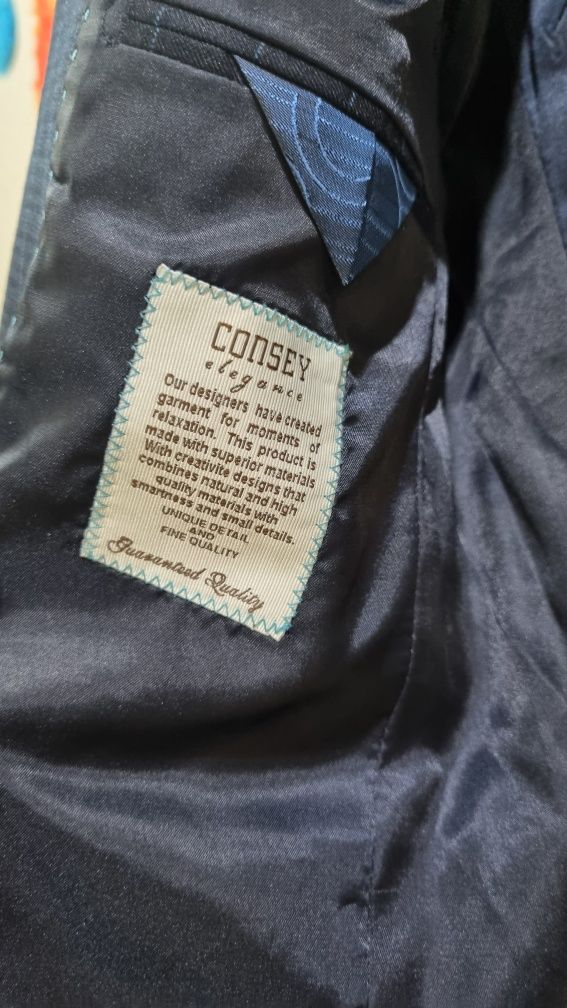 CONSEY
elegance
Our designers have created
garment for moments of
relaxation. This product is
made with superior materials
With creativite designs that
combines natural and high
quality materials with
smartness and small details.
UNIQUE DETAIL
AND
FINE QUALITY
Guaranteed Quality